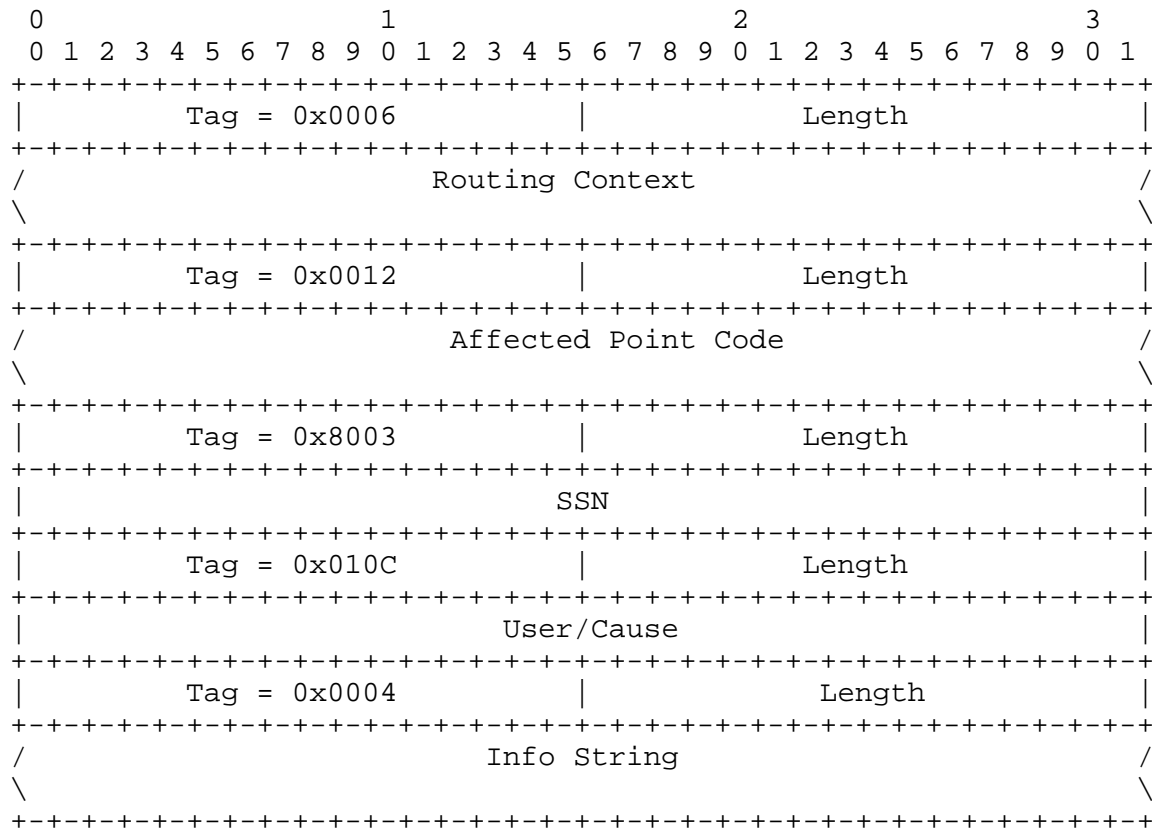 0                   1                   2                   3
 0 1 2 3 4 5 6 7 8 9 0 1 2 3 4 5 6 7 8 9 0 1 2 3 4 5 6 7 8 9 0 1
+-+-+-+-+-+-+-+-+-+-+-+-+-+-+-+-+-+-+-+-+-+-+-+-+-+-+-+-+-+-+-+-+
|         Tag = 0x0006          |            Length             |
+-+-+-+-+-+-+-+-+-+-+-+-+-+-+-+-+-+-+-+-+-+-+-+-+-+-+-+-+-+-+-+-+
/                       Routing Context                         /
\                                                               \
+-+-+-+-+-+-+-+-+-+-+-+-+-+-+-+-+-+-+-+-+-+-+-+-+-+-+-+-+-+-+-+-+
|         Tag = 0x0012          |            Length             |
+-+-+-+-+-+-+-+-+-+-+-+-+-+-+-+-+-+-+-+-+-+-+-+-+-+-+-+-+-+-+-+-+
/                        Affected Point Code                    /
\                                                               \
+-+-+-+-+-+-+-+-+-+-+-+-+-+-+-+-+-+-+-+-+-+-+-+-+-+-+-+-+-+-+-+-+
|         Tag = 0x8003          |            Length             |
+-+-+-+-+-+-+-+-+-+-+-+-+-+-+-+-+-+-+-+-+-+-+-+-+-+-+-+-+-+-+-+-+
|                              SSN                              |
+-+-+-+-+-+-+-+-+-+-+-+-+-+-+-+-+-+-+-+-+-+-+-+-+-+-+-+-+-+-+-+-+
|         Tag = 0x010C          |            Length             |
+-+-+-+-+-+-+-+-+-+-+-+-+-+-+-+-+-+-+-+-+-+-+-+-+-+-+-+-+-+-+-+-+
|                           User/Cause                          |
+-+-+-+-+-+-+-+-+-+-+-+-+-+-+-+-+-+-+-+-+-+-+-+-+-+-+-+-+-+-+-+-+
|         Tag = 0x0004          |             Length            |
+-+-+-+-+-+-+-+-+-+-+-+-+-+-+-+-+-+-+-+-+-+-+-+-+-+-+-+-+-+-+-+-+
/                          Info String                          /
\                                                               \
+-+-+-+-+-+-+-+-+-+-+-+-+-+-+-+-+-+-+-+-+-+-+-+-+-+-+-+-+-+-+-+-+